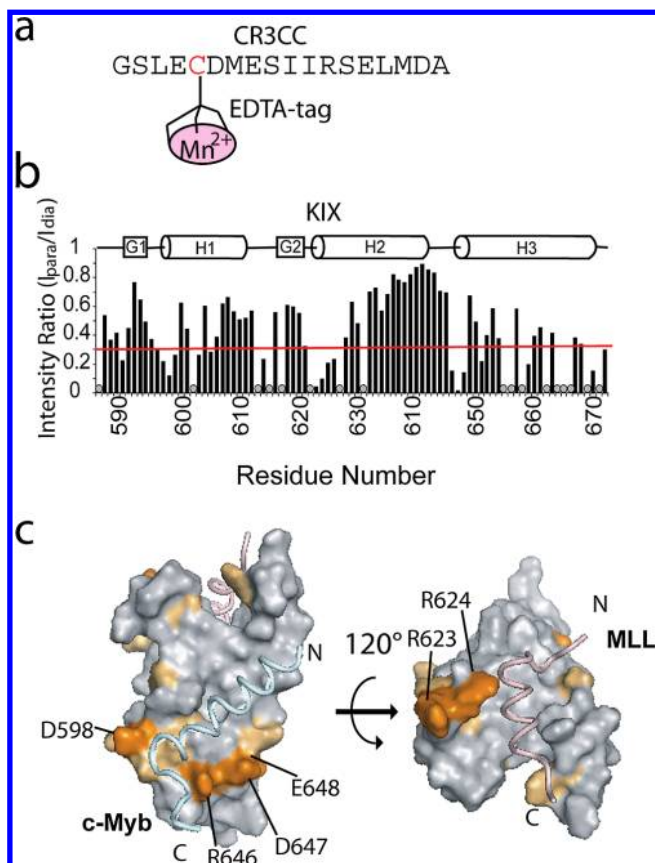 a
CR3CC
GSLECDMESIIRSELMDA
EDTA-tag
Mn2+
b
KIX
G1 H1 G2 H2 H3
Intensity Ratio (Ipara/Idia)
1
0.8
0.6
0.4
0.2
0
590 600 610 620 630 640 650 660 670
Residue Number
c
N
D598
c-Myb
C
R646
D647
E648
120°
R623
R624
N
MLL
C